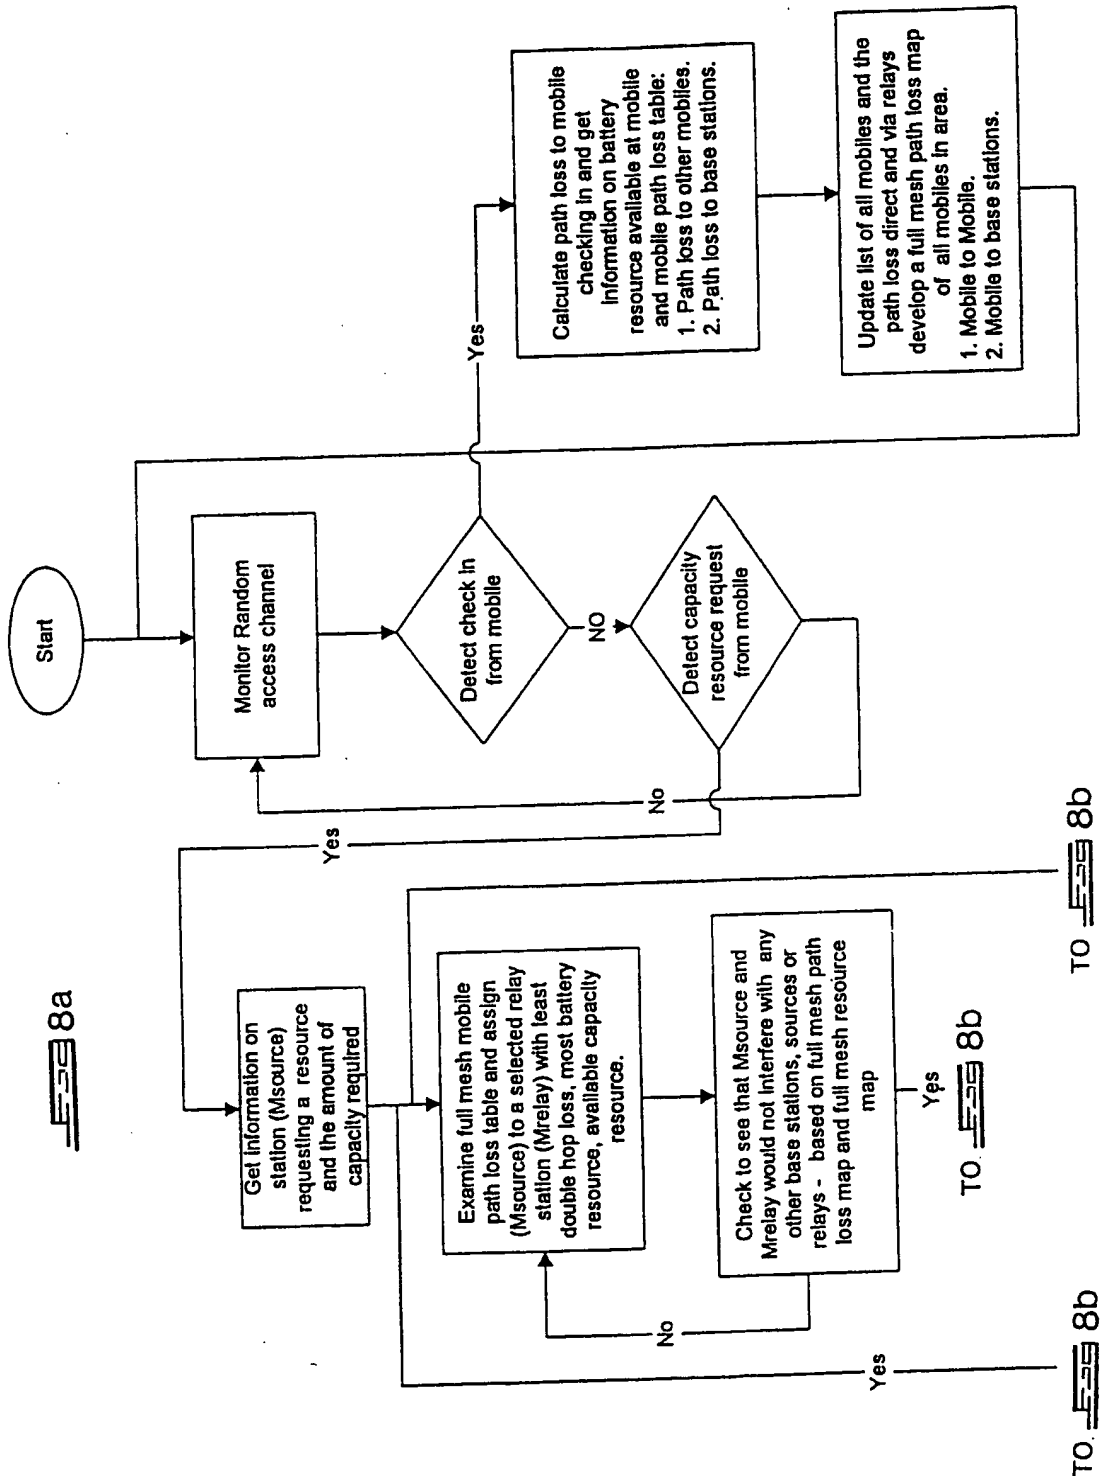 Fig 8a
Start
Monitor Random
access channel
Detect check in
from mobile
Yes
Calculate path loss to mobile
checking in and get
information on battery
resource available at mobile
and mobile path loss table:
1. Path loss to other mobiles.
2. Path loss to base stations.
Update list of all mobiles and the
path loss direct and via relays
develop a full mesh path loss map
of all mobiles in area.
1. Mobile to Mobile.
2. Mobile to base stations.
NO
Detect capacity
resource request
from mobile
No
Yes
Get information on
station (Msource)
requesting a resource
and the amount of
capacity required
Examine full mesh mobile
path loss table and assign
(Msource) to a selected relay
station (Mrelay) with least
double hop loss, most battery
resource, available capacity
resource.
Check to see that Msource and
Mrelay would not interfere with any
other base stations, sources or
relays - based on full mesh path
loss map and full mesh resource
map
No
Yes
Yes
TO Fig 8b
TO. Fig 8b
TO. Fig 8b